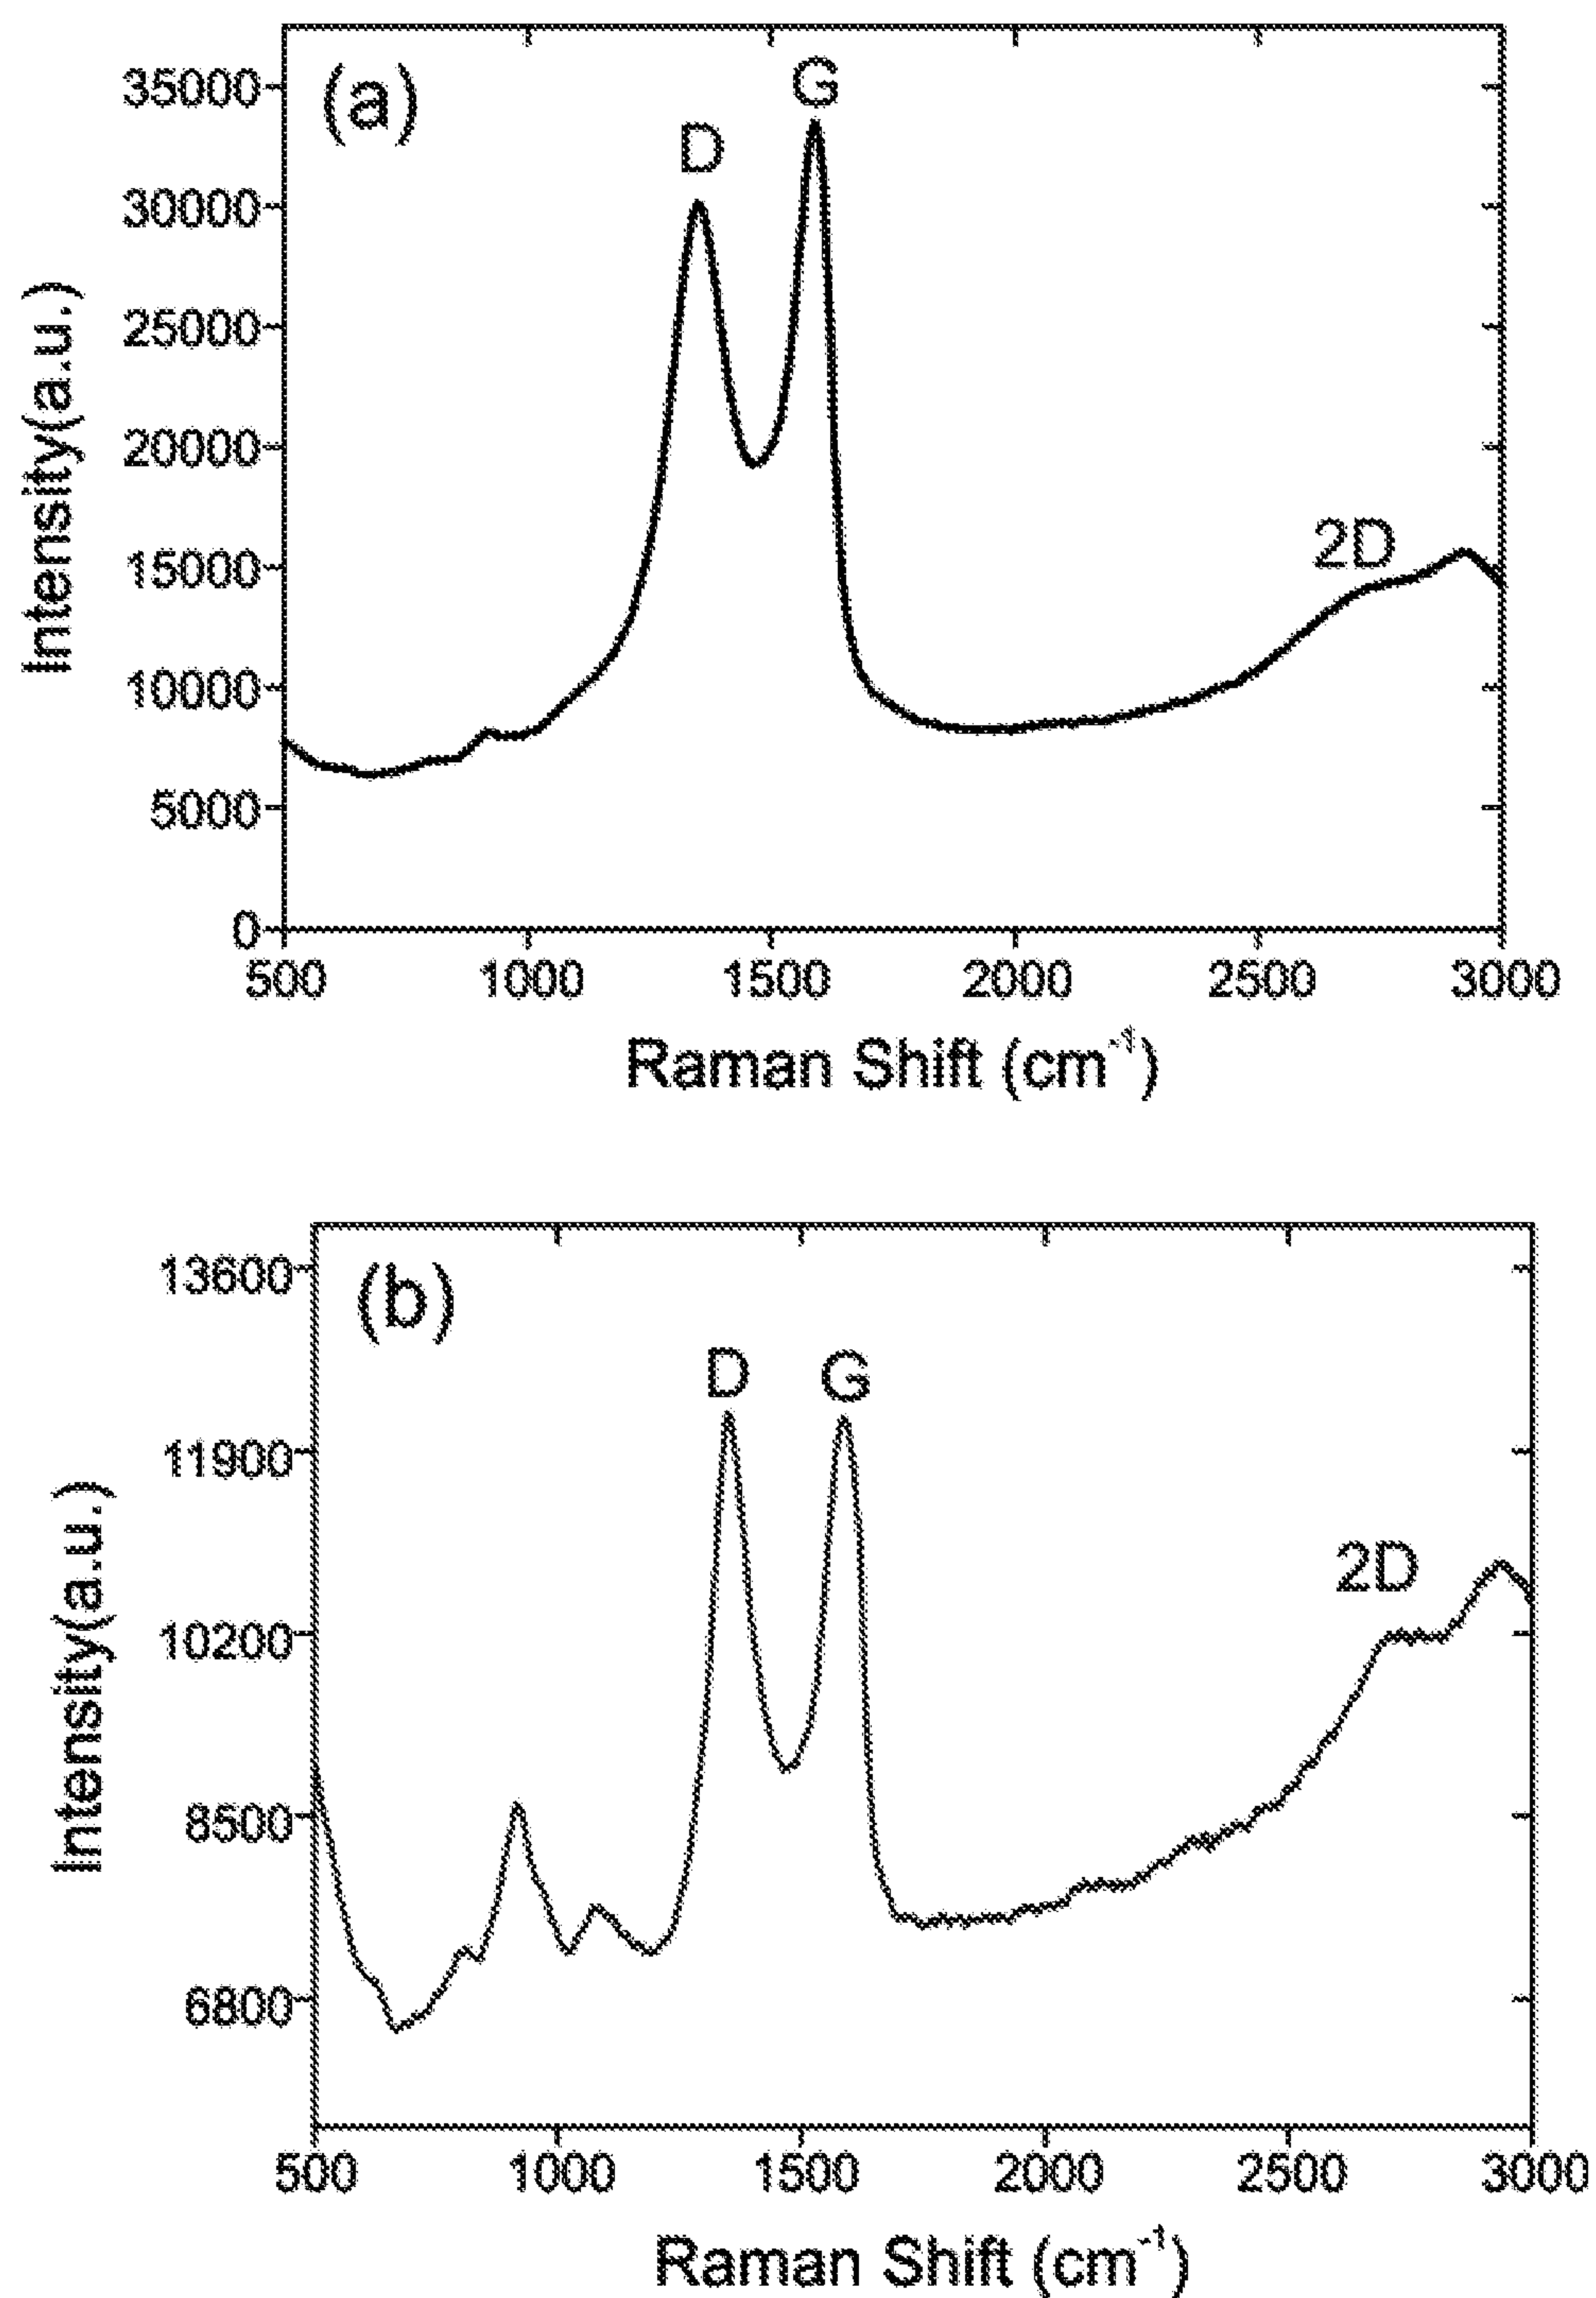 (a)
G
D
2D
35000
30000
25000
20000
15000
10000
5000
0
Intensity(a.u.)
500 1000 1500 2000 2500 3000
Raman Shift (cm⁻¹)
(b)
D G
2D
13600
11900
10200
8500
6800
Intensity(a.u.)
500 1000 1500 2000 2500 3000
Raman Shift (cm⁻¹)